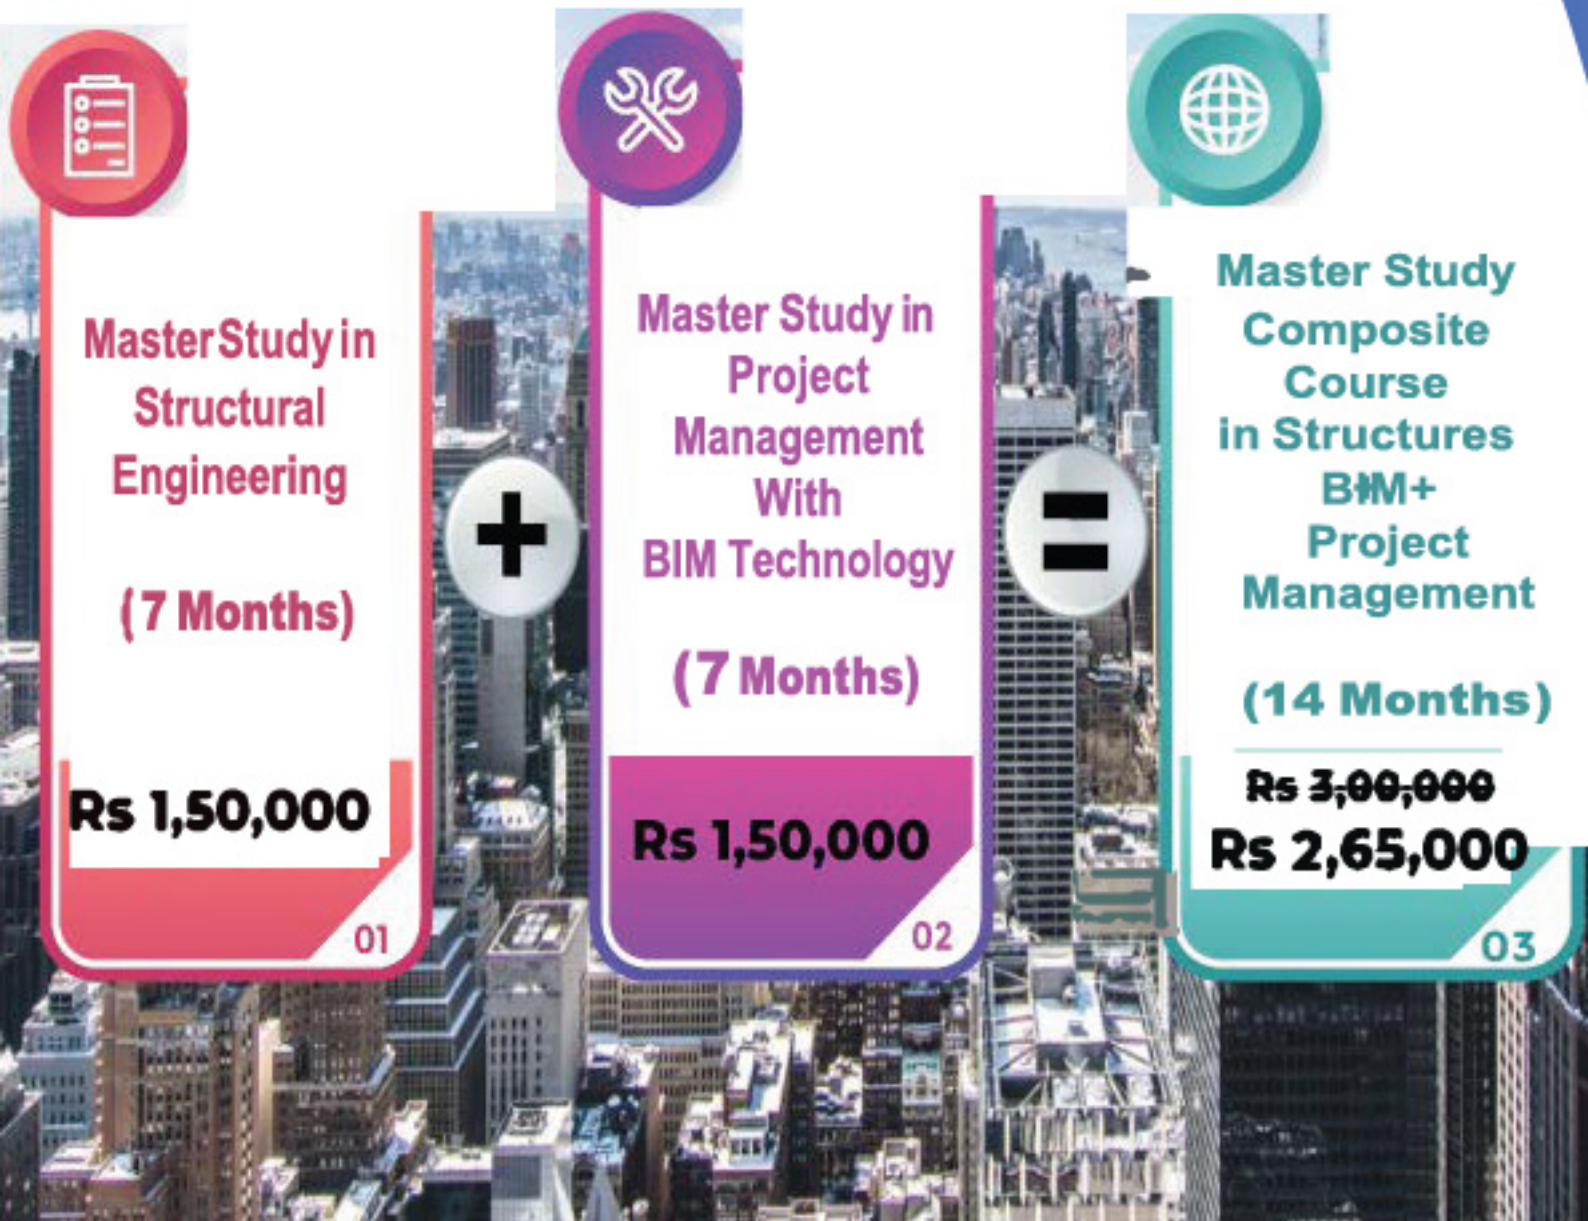 Master Study in
Structural
Engineering
(7 Months)
Rs 1,50,000
01
+
Master Study in
Project
Management
With
BIM Technology
(7 Months)
Rs 1,50,000
02
=
Master Study
Composite
Course
in Structures
BIM+
Project
Management
(14 Months)
Rs 3,00,000
Rs 2,65,000
03